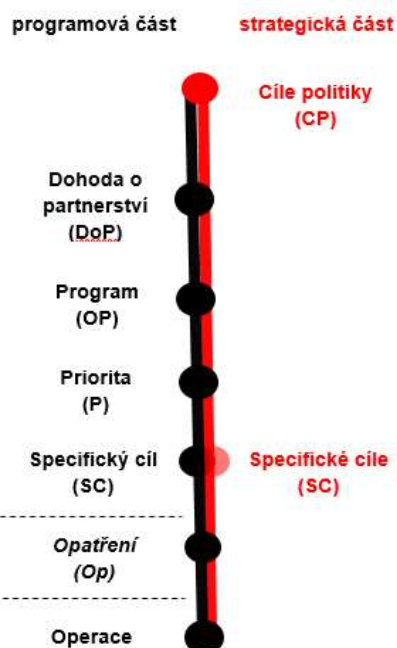 programová část
strategická část
Cíle politiky
(CP)
Dohoda o
partnerství
(DoP)
Program
(OP)
Priorita
(P)
Specifický cíl
(SC)
Specifické cíle
(SC)
Opatření
(Op)
Operace